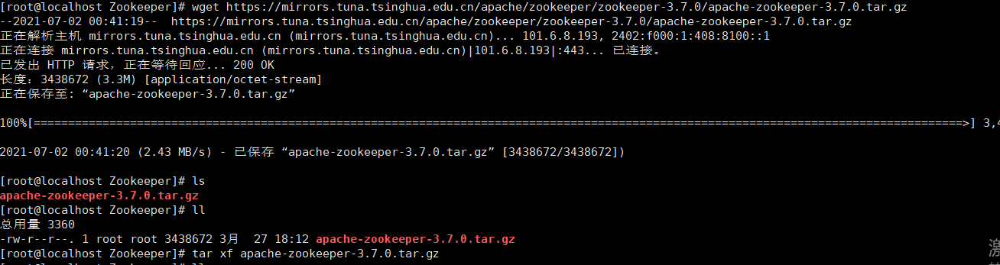 [root@localhost Zookeeper]# wget https://mirrors.tuna.tsinghua.edu.cn/apache/zookeeper/zookeeper-3.7.0/apache-zookeeper-3.7.0.tar.gz
--2021-07-02 00:41:19--  https://mirrors.tuna.tsinghua.edu.cn/apache/zookeeper/zookeeper-3.7.0/apache-zookeeper-3.7.0.tar.gz
正在解析主机 mirrors.tuna.tsinghua.edu.cn (mirrors.tuna.tsinghua.edu.cn)... 101.6.8.193, 2402:f000:1:408:8100::1
正在连接 mirrors.tuna.tsinghua.edu.cn (mirrors.tuna.tsinghua.edu.cn)|101.6.8.193|:443... 已连接。
已发出 HTTP 请求，正在等待回应... 200 OK
长度：3438672 (3.3M) [application/octet-stream]
正在保存至: “apache-zookeeper-3.7.0.tar.gz”
100%[======================================================================================================================================>] 3,4
2021-07-02 00:41:20 (2.43 MB/s) - 已保存 “apache-zookeeper-3.7.0.tar.gz” [3438672/3438672])
[root@localhost Zookeeper]# ls
apache-zookeeper-3.7.0.tar.gz
[root@localhost Zookeeper]# ll
总用量 3360
-rw-r--r--. 1 root root 3438672 3月  27 18:12 apache-zookeeper-3.7.0.tar.gz
[root@localhost Zookeeper]# tar xf apache-zookeeper-3.7.0.tar.gz